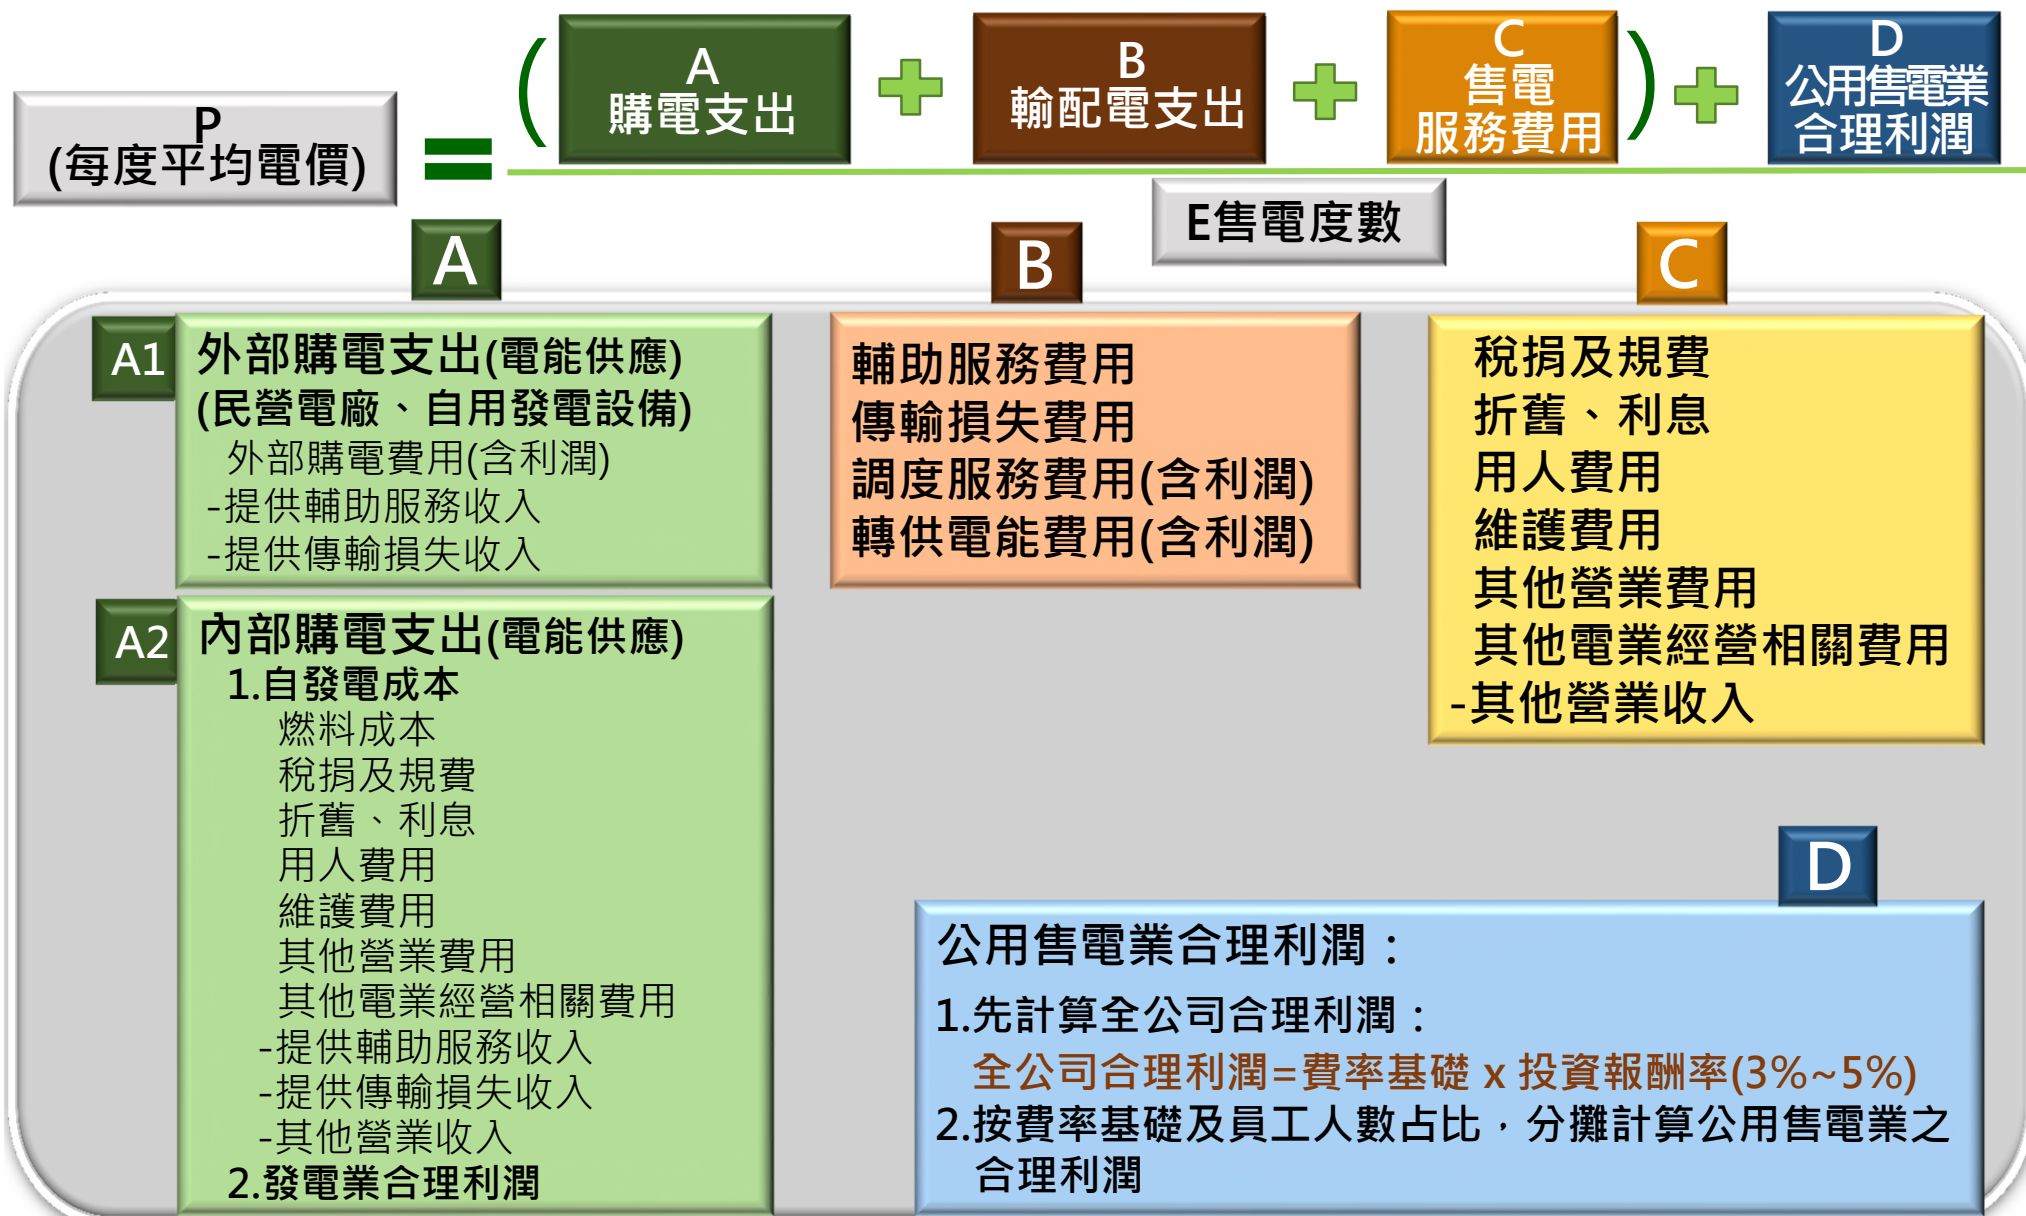 P
(每度平均電價)
=
(
A
購電支出
+
B
輸配電支出
+
C
售電
服務費用
)
+
D
公用售電業
合理利潤
E售電度數
A
A1
外部購電支出(電能供應)
(民營電廠、自用發電設備)
外部購電費用(含利潤)
-提供輔助服務收入
-提供傳輸損失收入
A2
內部購電支出(電能供應)
1.自發電成本
燃料成本
稅捐及規費
折舊、利息
用人費用
維護費用
其他營業費用
其他電業經營相關費用
-提供輔助服務收入
-提供傳輸損失收入
-其他營業收入
2.發電業合理利潤
B
輔助服務費用
傳輸損失費用
調度服務費用(含利潤)
轉供電能費用(含利潤)
C
稅捐及規費
折舊、利息
用人費用
維護費用
其他營業費用
其他電業經營相關費用
-其他營業收入
D
公用售電業合理利潤：
1.先計算全公司合理利潤：
全公司合理利潤=費率基礎 x 投資報酬率(3%~5%)
2.按費率基礎及員工人數占比，分攤計算公用售電業之
合理利潤